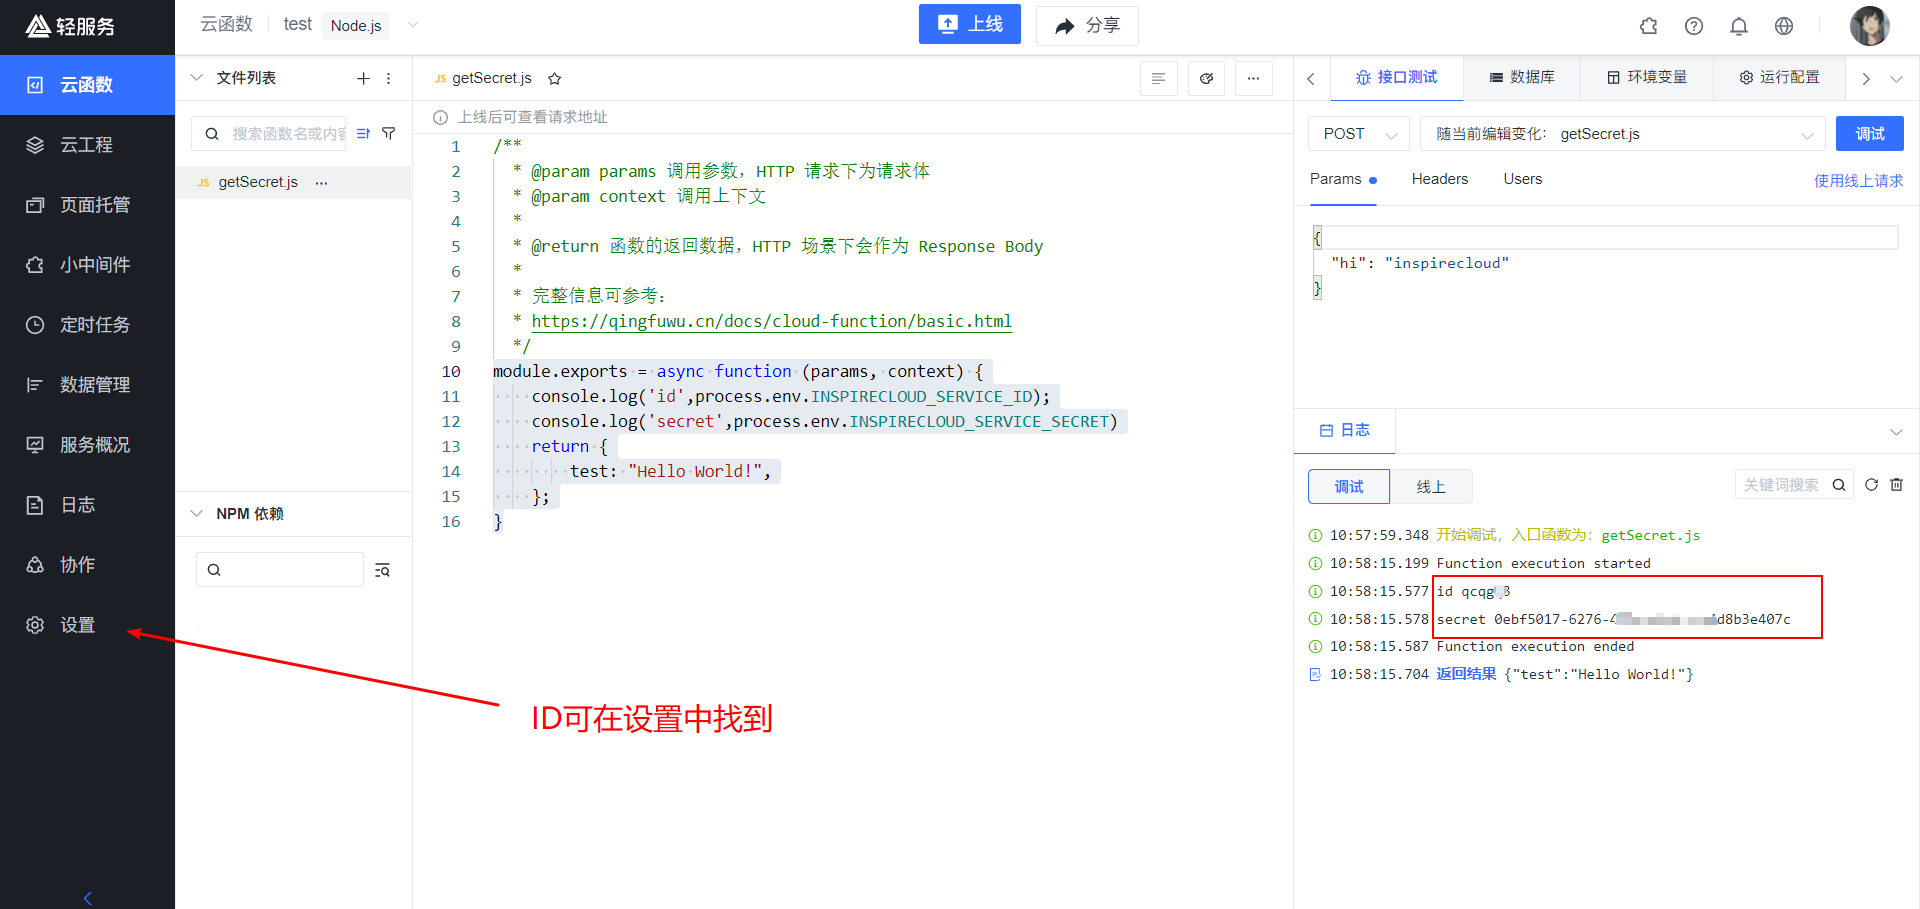 轻服务
云函数
test
Node.js
上线
分享
云函数
云工程
页面托管
小中间件
定时任务
数据管理
服务概况
日志
协作
设置
文件列表
搜索函数名或内容
JS getSecret.js ...
NPM 依赖
JS getSecret.js
上线后可查看请求地址
1 /**
2 * @param params 调用参数，HTTP 请求下为请求体
3 * @param context 调用上下文
4 *
5 * @return 函数的返回数据，HTTP 场景下会作为 Response Body
6 *
7 * 完整信息可参考：
8 * https://qingfuwu.cn/docs/cloud-function/basic.html
9 */
10 module.exports = async function (params, context) {
11 console.log('id',process.env.INSPIRECLOUD_SERVICE_ID);
12 console.log('secret',process.env.INSPIRECLOUD_SERVICE_SECRET)
13 return {
14 test: "Hello World!",
15 };
16 }
ID可在设置中找到
接口测试
数据库
环境变量
运行配置
POST
随当前编辑变化： getSecret.js
调试
Params
Headers
Users
使用线上请求
{
"hi": "inspirecloud"
}
日志
调试
线上
关键词搜索
10:57:59.348 开始调试，入口函数为：getSecret.js
10:58:15.199 Function execution started
10:58:15.577 id qcqg
10:58:15.578 secret 0ebf5017-6276- d8b3e407c
10:58:15.587 Function execution ended
10:58:15.704 返回结果 {"test":"Hello World!"}